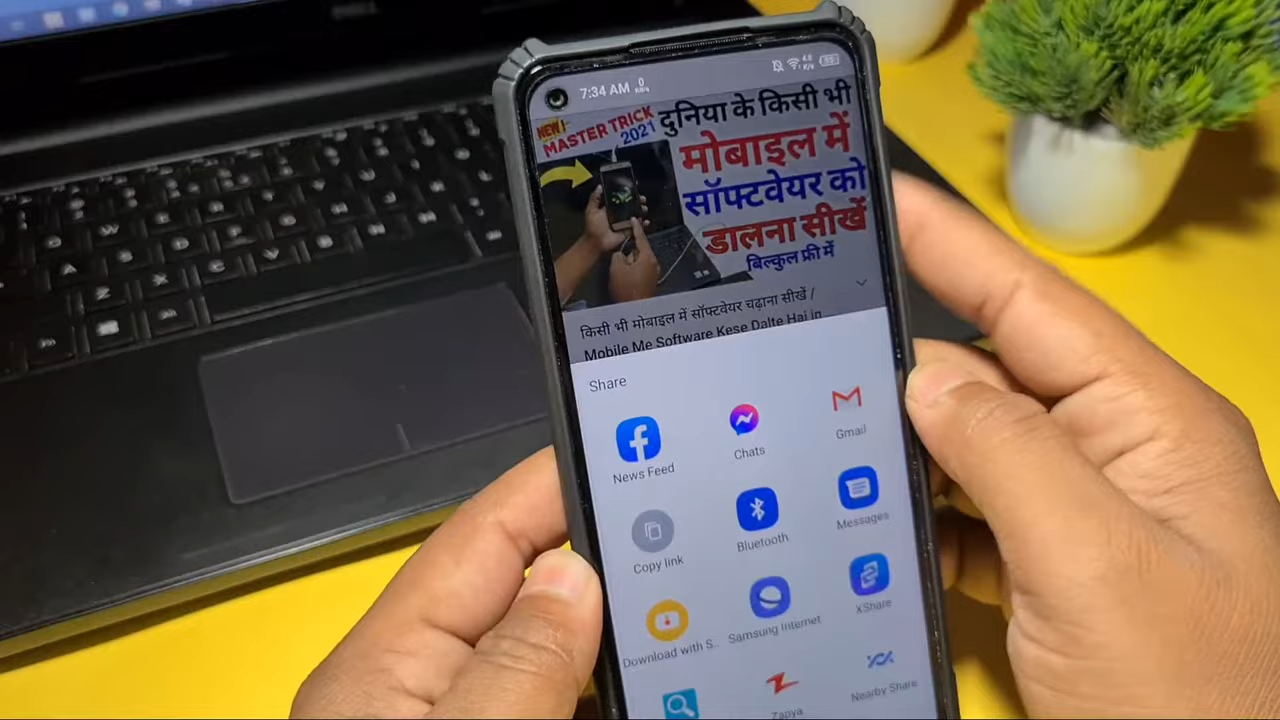 DELL
7:34 AM
NEW!
MASTER TRICK
2021
दुनिया के किसी भी
मोबाइल में
सॉफ्टवेयर को
डालना सीखें
बिल्कुल फ्री में
किसी भी मोबाइल में सॉफ्टवेयर चढ़ाना सीखें /
Mobile Me Software Kese Dalte Hai in
Share
News Feed
Chats
Gmail
Copy link
Bluetooth
Messages
Download with S..
Samsung Internet
XShare
Zapya
Nearby Share